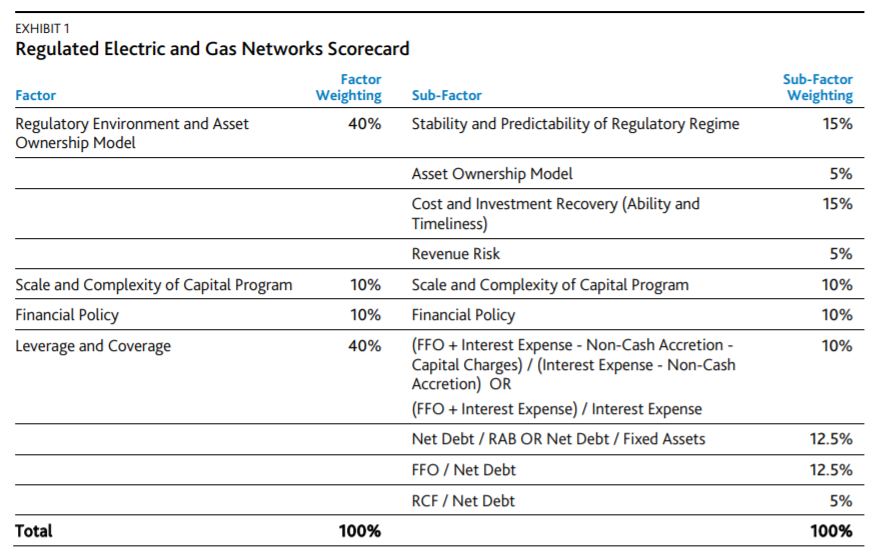 EXHIBIT 1
Regulated Electric and Gas Networks Scorecard
Factor Factor Weighting Sub-Factor Sub-Factor Weighting
Regulatory Environment and Asset Ownership Model 40% Stability and Predictability of Regulatory Regime 15%
Asset Ownership Model 5%
Cost and Investment Recovery (Ability and Timeliness) 15%
Revenue Risk 5%
Scale and Complexity of Capital Program 10% Scale and Complexity of Capital Program 10%
Financial Policy 10% Financial Policy 10%
Leverage and Coverage 40% (FFO + Interest Expense - Non-Cash Accretion - 10%
Capital Charges) / (Interest Expense - Non-Cash
Accretion) OR
(FFO + Interest Expense) / Interest Expense
Net Debt / RAB OR Net Debt / Fixed Assets 12.5%
FFO / Net Debt 12.5%
RCF / Net Debt 5%
Total 100% 100%